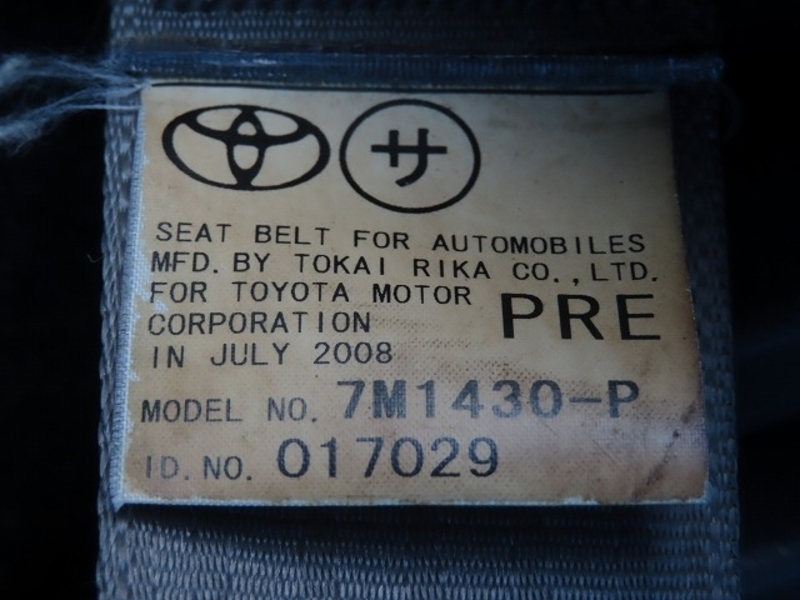 サ
SEAT BELT FOR AUTOMOBILES
MFD. BY TOKAI RIKA CO.,LTD.
FOR TOYOTA MOTOR
CORPORATION PRE
IN JULY 2008
MODEL NO. 7M1430-P
ID.NO. 017029